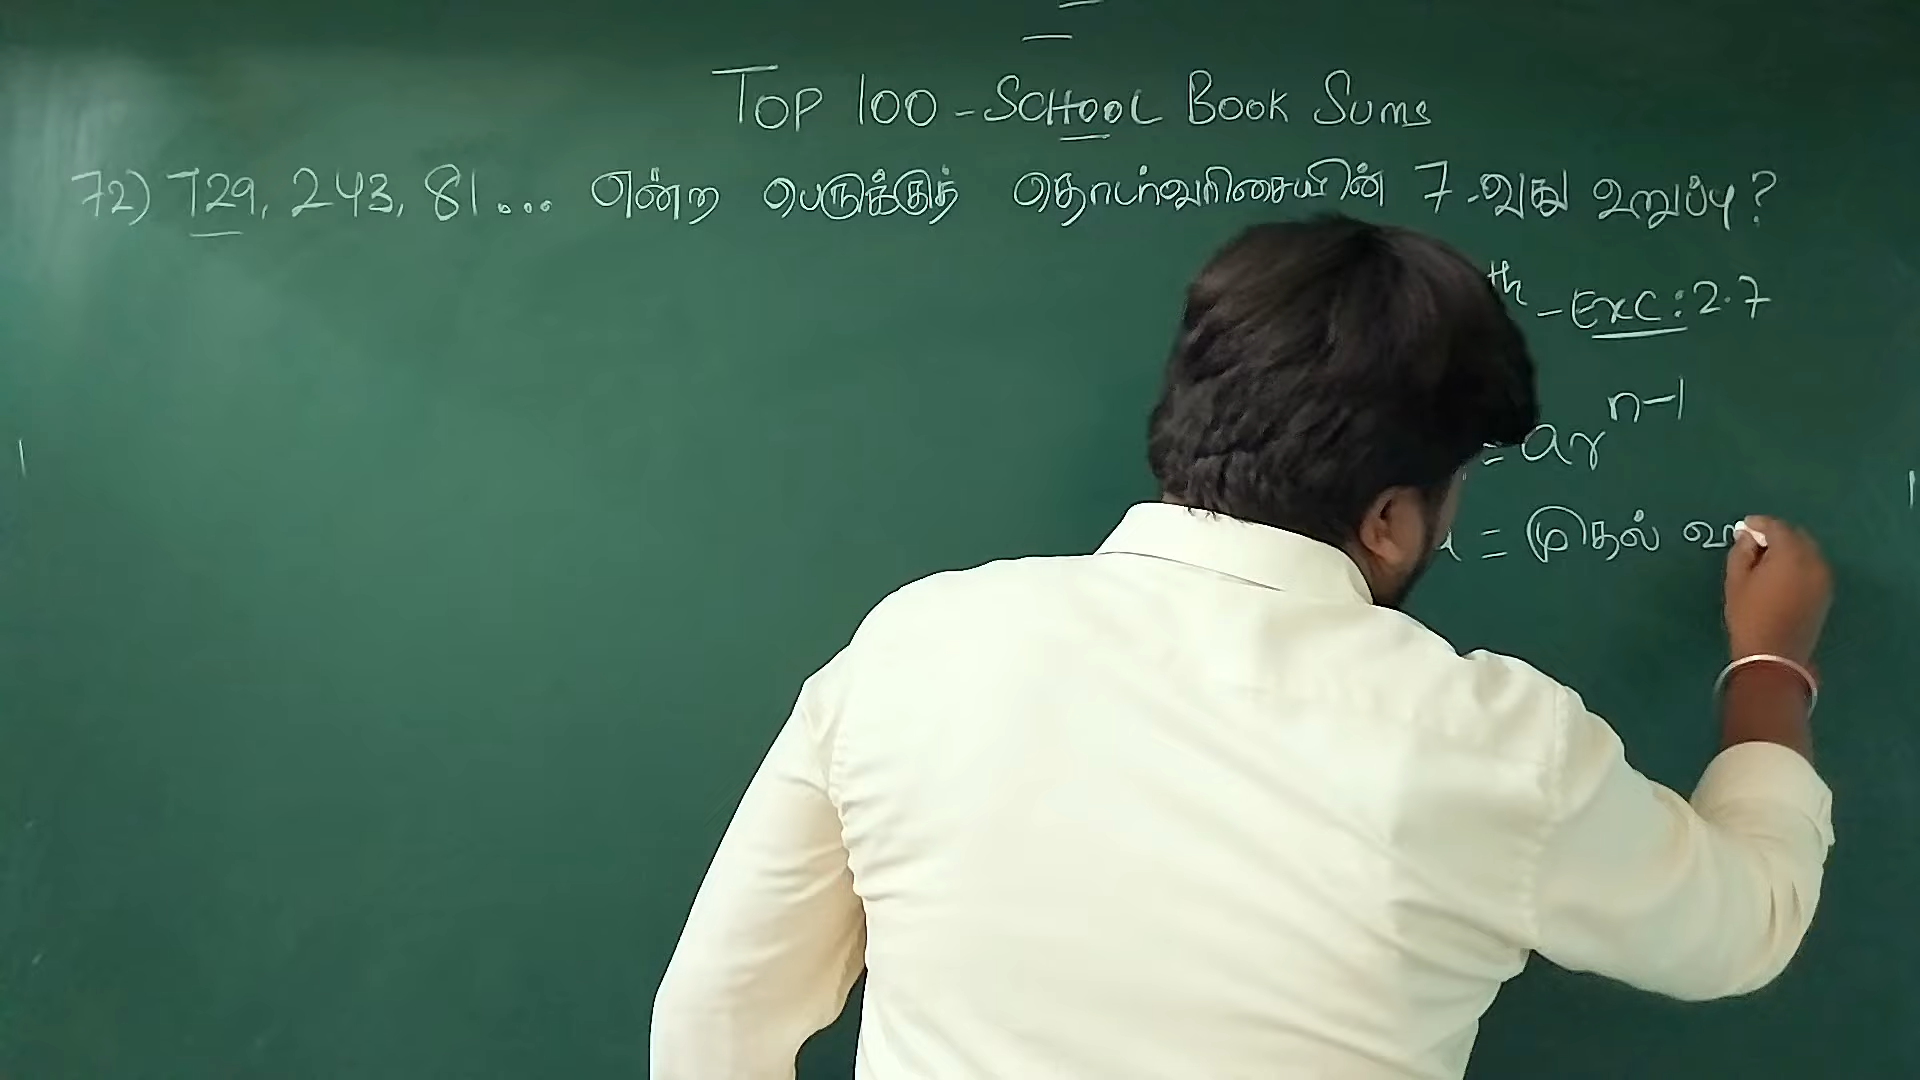 TOP 100 - SCHOOL BOOK SUMS
72) 729, 243, 81... என்ற பெருக்குத் தொடர்வரிசையின் 7-வது உறுப்பு?
th - Exc: 2.7
= ar^{n-1}
a = முதல்